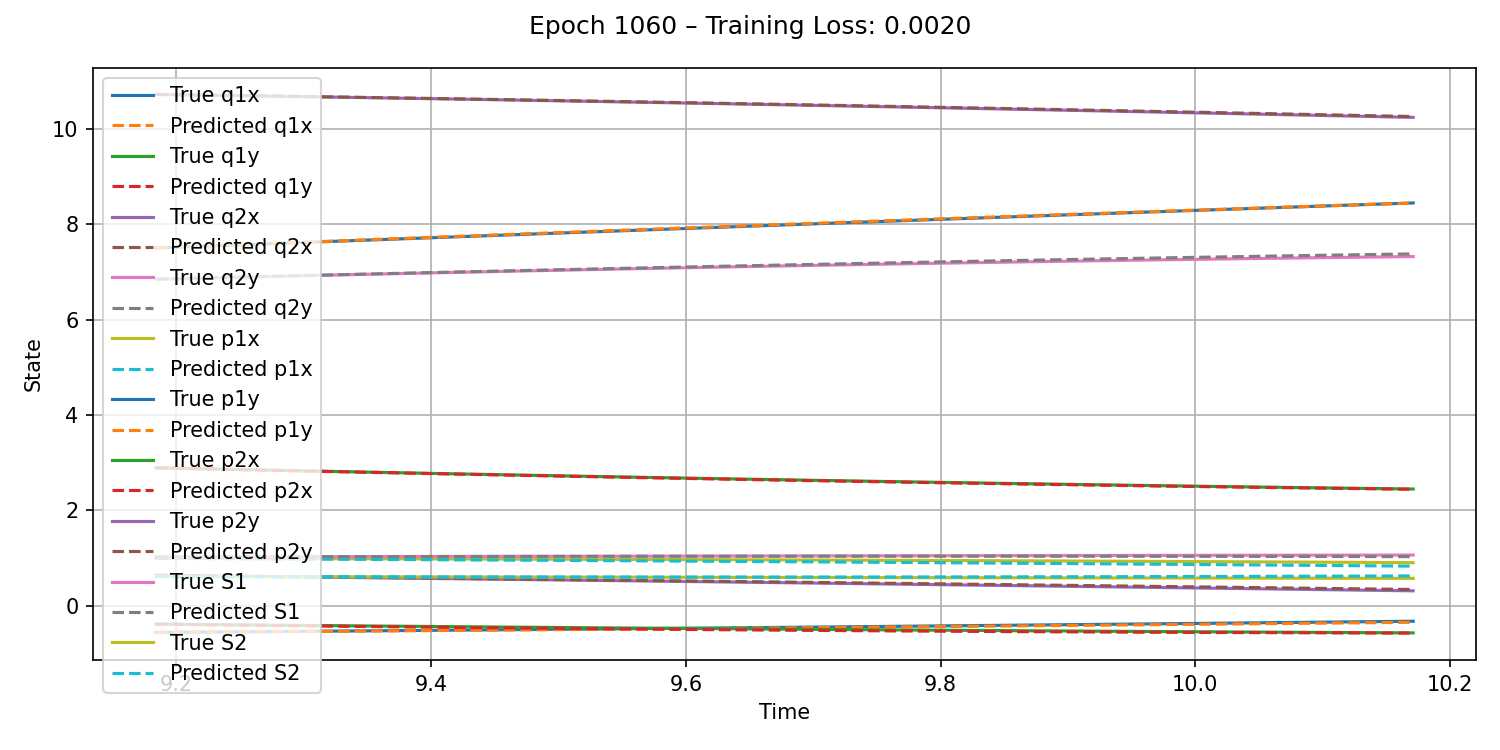 Epoch 1060 – Training Loss: 0.0020
State
10
8
6
4
2
0
True q1x
Predicted q1x
True q1y
Predicted q1y
True q2x
Predicted q2x
True q2y
Predicted q2y
True p1x
Predicted p1x
True p1y
Predicted p1y
True p2x
Predicted p2x
True p2y
Predicted p2y
True S1
Predicted S1
True S2
Predicted S2
9.2 9.4 9.6 9.8 10.0 10.2
Time